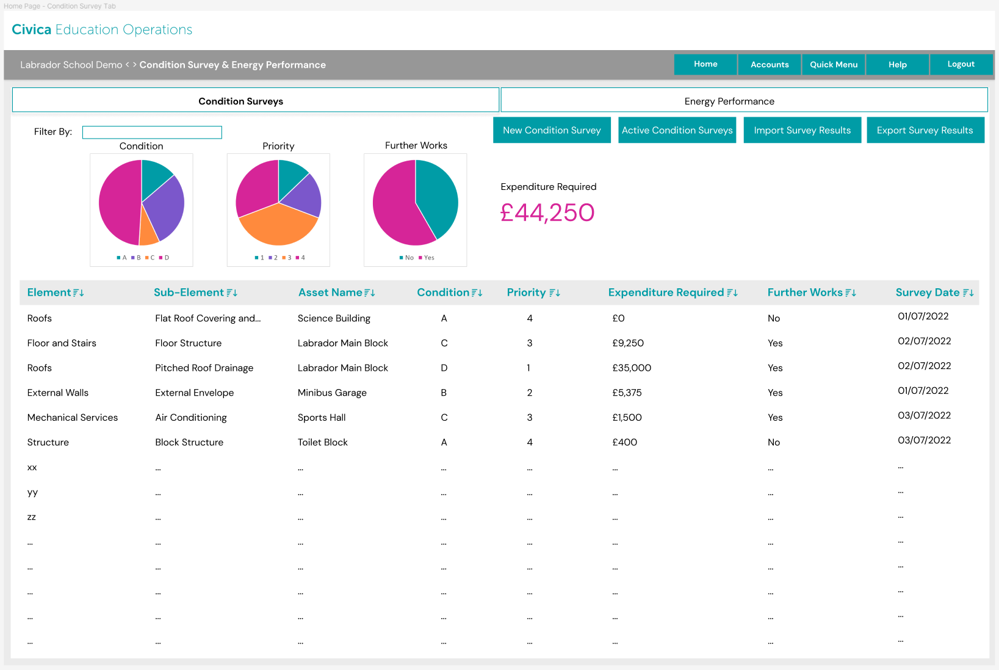 Home Page - Condition Survey Tab
Civica Education Operations
Labrador School Demo < > Condition Survey & Energy Performance
Home Accounts Quick Menu Help Logout
Condition Surveys Energy Performance
Filter By: New Condition Survey Active Condition Surveys Import Survey Results Export Survey Results
Condition Priority Further Works
Expenditure Required
£44,250
A B C D 1 2 3 4 No Yes
Element Sub-Element Asset Name Condition Priority Expenditure Required Further Works Survey Date
Roofs Flat Roof Covering and... Science Building A 4 £0 No 01/07/2022
Floor and Stairs Floor Structure Labrador Main Block C 3 £9,250 Yes 02/07/2022
Roofs Pitched Roof Drainage Labrador Main Block D 1 £35,000 Yes 02/07/2022
External Walls External Envelope Minibus Garage B 2 £5,375 Yes 01/07/2022
Mechanical Services Air Conditioning Sports Hall C 3 £1,500 Yes 03/07/2022
Structure Block Structure Toilet Block A 4 £400 No 03/07/2022
xx ... ... ... ... ... ... ...
yy ... ... ... ... ... ... ...
zz ... ... ... ... ... ... ...
... ... ... ... ... ... ... ...
... ... ... ... ... ... ... ...
... ... ... ... ... ... ... ...
... ... ... ... ... ... ... ...
... ... ... ... ... ... ... ...